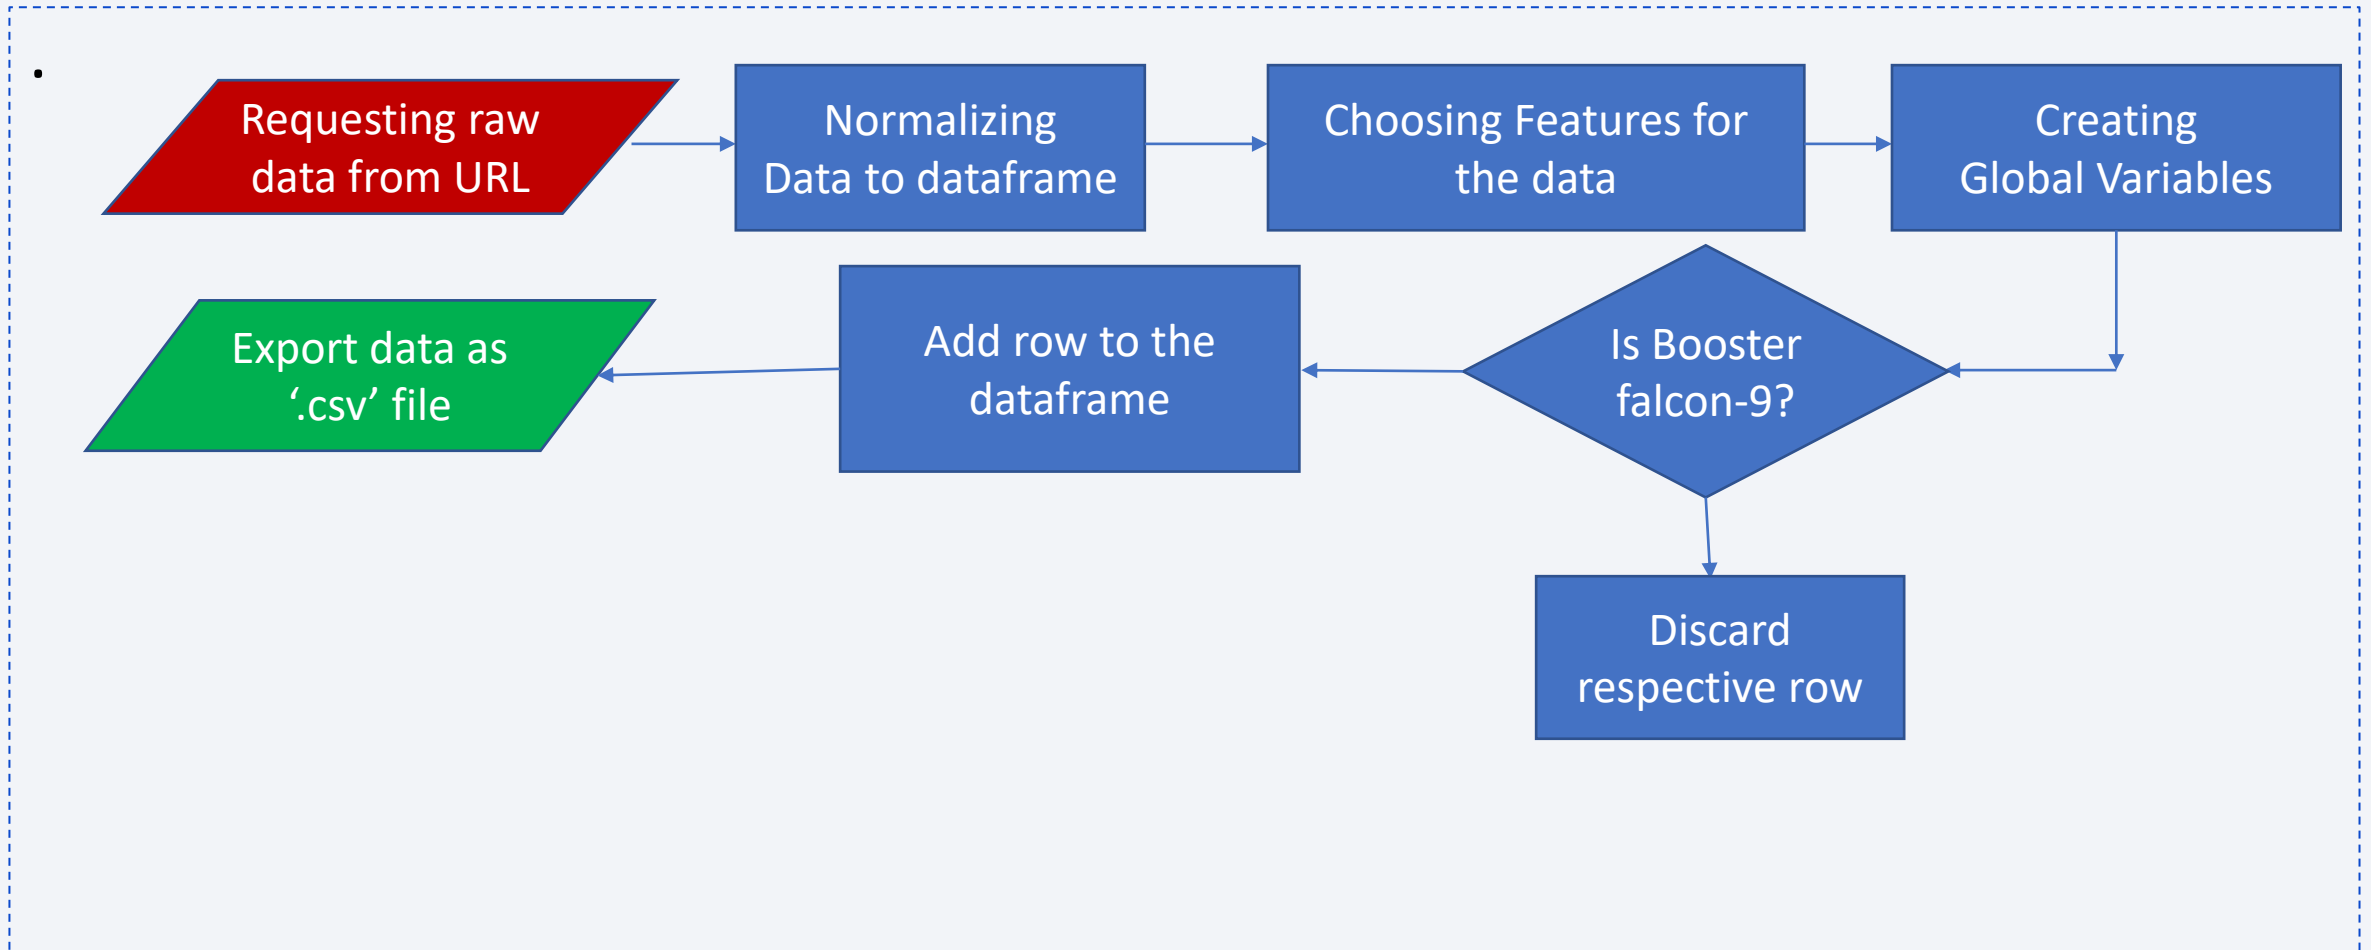 .
Requesting raw
data from URL
Normalizing
Data to dataframe
Choosing Features for
the data
Creating
Global Variables
Is Booster
falcon-9?
Add row to the
dataframe
Export data as
‘.csv’ file
Discard
respective row